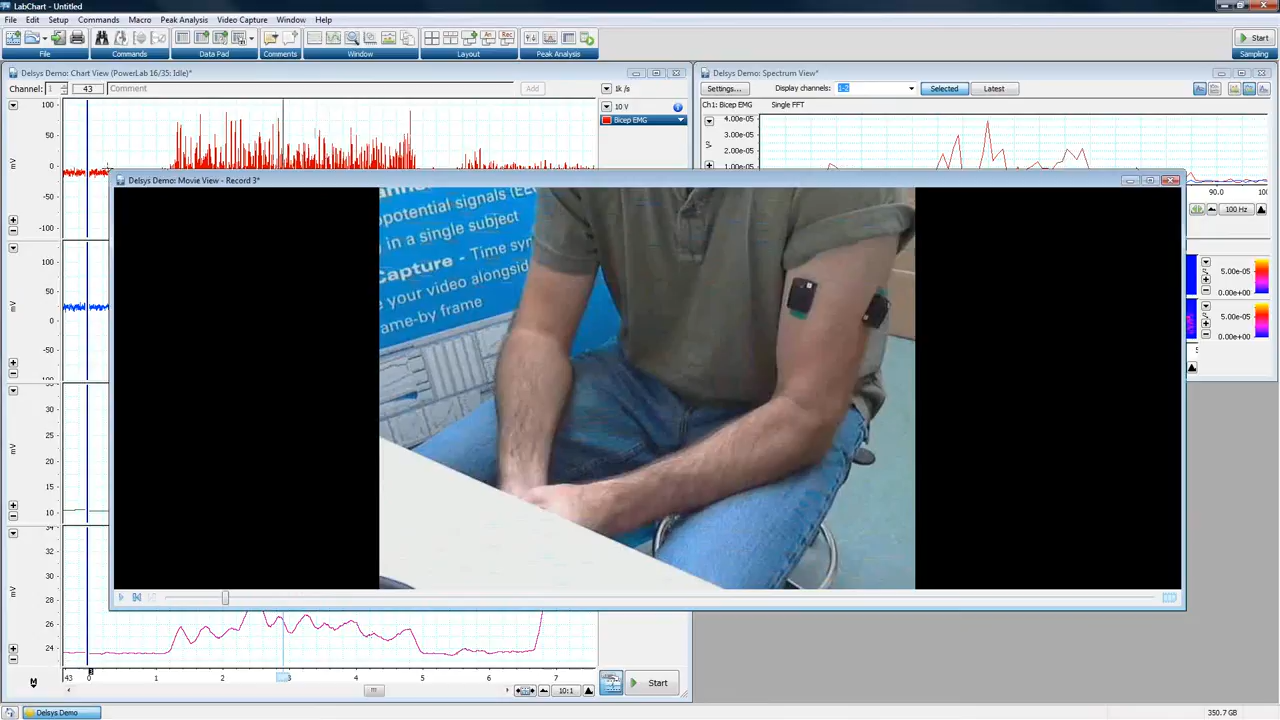 LabChart - Untitled
File Edit Setup Commands Macro Peak Analysis Video Capture Window Help
File Commands Data Pad Comments Window Layout Peak Analysis Sampling
Start
Delsys Demo: Chart View (PowerLab 16/35: Idle)*
Channel: 1 43 Comment Add 1k /s
10 V
Bicep EMG
100
50
0
-50
-100
mV
100
50
0
-50
mV
30
25
20
15
10
mV
34
32
30
28
26
24
mV
Delsys Demo: Spectrum View*
Settings... Display channels: 1-2 Selected Latest
Ch1: Bicep EMG Single FFT
4.00e-05
3.00e-05
2.00e-05
1.00e-05
90.0
100 Hz
5.00e-05
0.00e+00
5.00e-05
0.00e+00
Delsys Demo: Movie View - Record 3*
opotential signals (E
in a single subject
Capture - Time syn
your video alongsid
ame-by frame
M
43 0 1 2 3 4 5 6 7
10:1
Start
Delsys Demo
350.7 GB